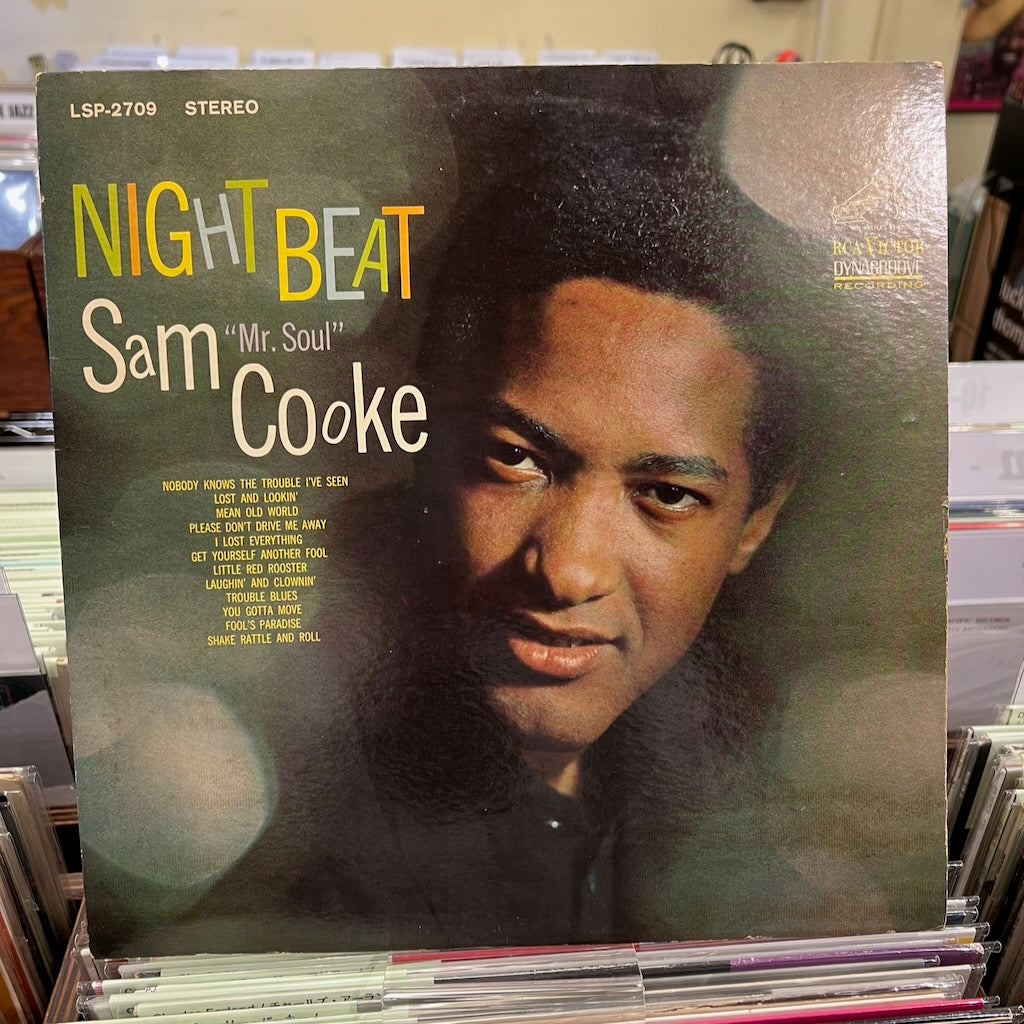 LSP-2709 STEREO
NIGHT BEAT
Sam "Mr. Soul"
Cooke
RCA VICTOR
DYNAGROOVE
RECORDING
NOBODY KNOWS THE TROUBLE I'VE SEEN
LOST AND LOOKIN'
MEAN OLD WORLD
PLEASE DON'T DRIVE ME AWAY
I LOST EVERYTHING
GET YOURSELF ANOTHER FOOL
LITTLE RED ROOSTER
LAUGHIN' AND CLOWNIN'
TROUBLE BLUES
YOU GOTTA MOVE
FOOL'S PARADISE
SHAKE RATTLE AND ROLL